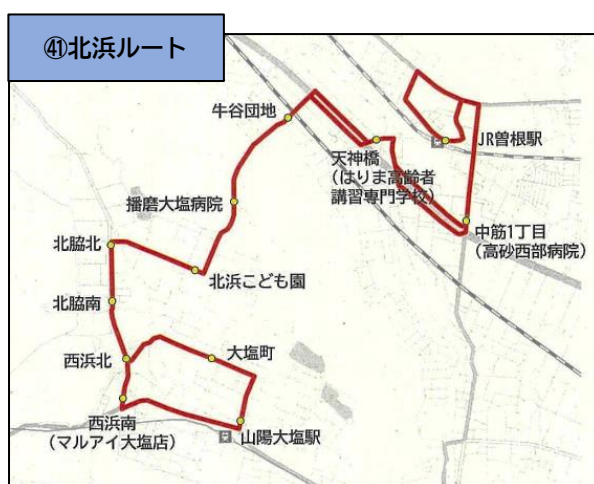 ㊶北浜ルート
牛谷団地
JR曽根駅
天神橋
(はりま高齢者
講習専門学校)
播磨大塩病院
中筋1丁目
(高砂西部病院)
北脇北
北浜こども園
北脇南
西浜北
大塩町
西浜南
(マルアイ大塩店)
山陽大塩駅